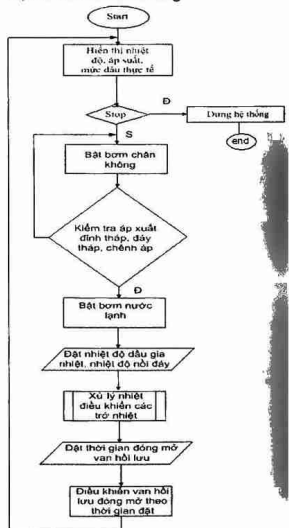 Start
Hiển thị nhiệt
độ, áp suất,
mức dầu thực tế
Stop
Đ
Dừng hệ thống
end
S
Bật bơm chân
không
Kiểm tra áp xuất
đỉnh tháp, đáy
tháp, chênh áp
Đ
Bật bơm nước
lạnh
Đặt nhiệt độ dầu gia
nhiệt, nhiệt độ nồi đáy
Xử lý nhiệt
điều khiển các
trở nhiệt
Đặt thời gian đóng mở
van hồi lưu
Điều khiển van hồi
lưu đóng mở theo
thời gian đặt